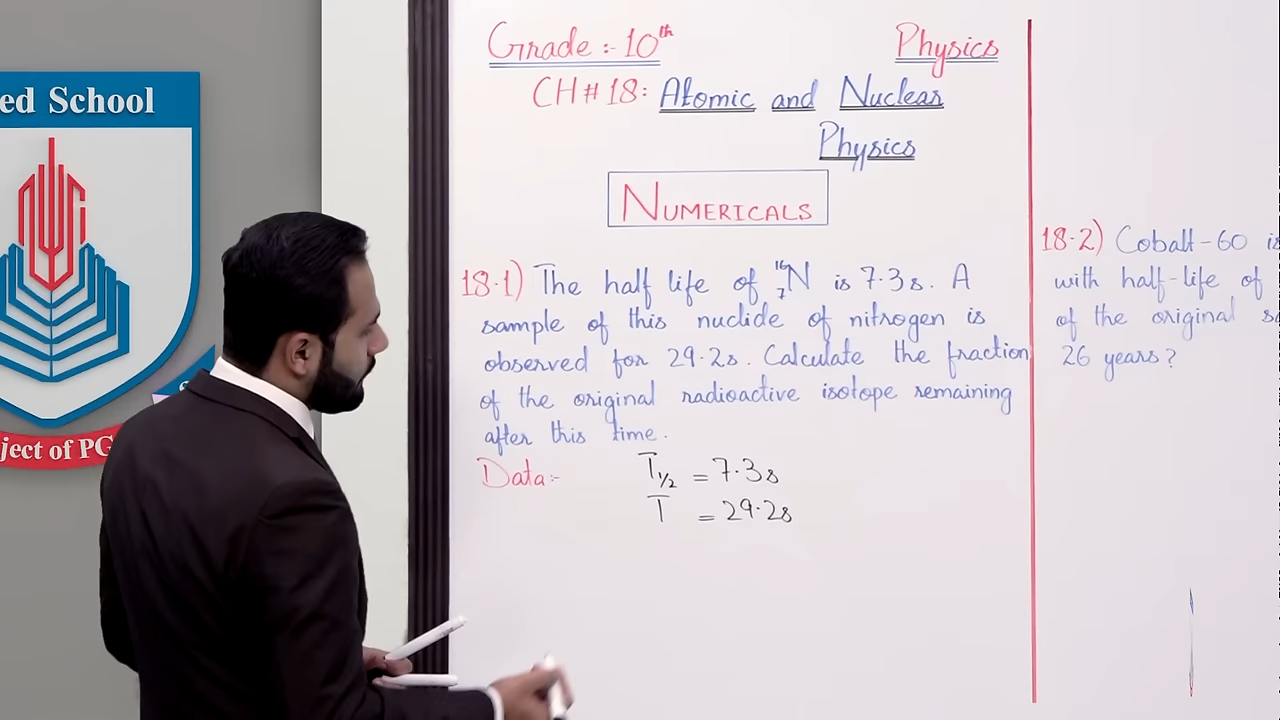 ed School
ject of PG
Grade :- 10th
Physics
CH# 18: Atomic and Nuclear
Physics
NUMERICALS
18.1) The half life of ¹⁶₇N is 7.3s. A
sample of this nuclide of nitrogen is
observed for 29.2s. Calculate the fraction
of the original radioactive isotope remaining
after this time.
Data:-
T1/2 = 7.3s
T = 29.2s
18.2) Cobalt-60 is
with half-life of
of the original
26 years?